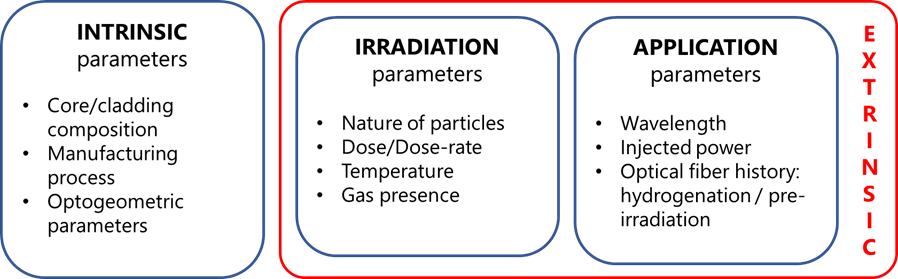 INTRINSIC
parameters
• Core/cladding
composition
• Manufacturing
process
• Optogeometric
parameters
IRRADIATION
parameters
• Nature of particles
• Dose/Dose-rate
• Temperature
• Gas presence
APPLICATION
parameters
• Wavelength
• Injected power
• Optical fiber history:
hydrogenation / pre-
irradiation
EXTRINSIC